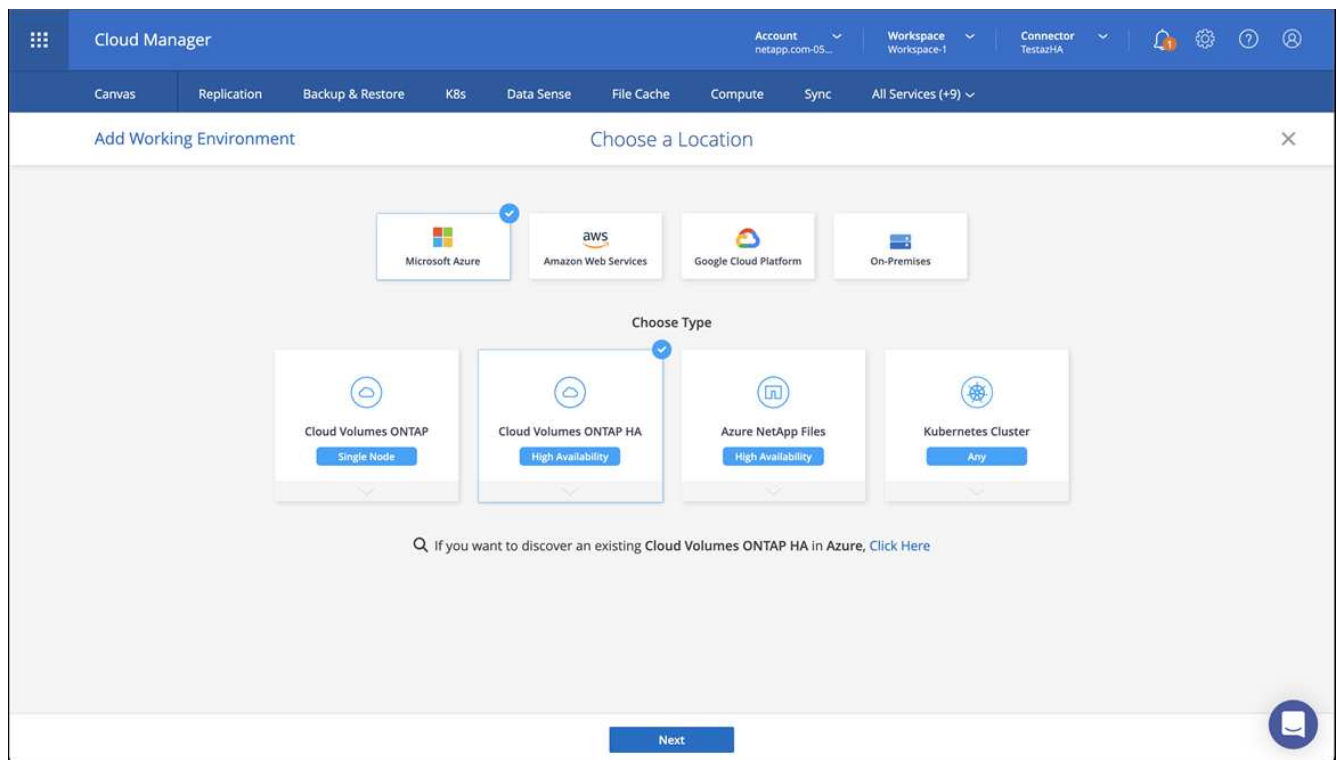 Cloud Manager
Account
netapp.com-05...
Workspace
Workspace-1
Connector
TestazHA
1
Canvas Replication Backup & Restore K8s Data Sense File Cache Compute Sync All Services (+9)
Add Working Environment
Choose a Location
Microsoft Azure
aws
Amazon Web Services
Google Cloud Platform
On-Premises
Choose Type
Cloud Volumes ONTAP
Single Node
Cloud Volumes ONTAP HA
High Availability
Azure NetApp Files
High Availability
Kubernetes Cluster
Any
If you want to discover an existing Cloud Volumes ONTAP HA in Azure, Click Here
Next